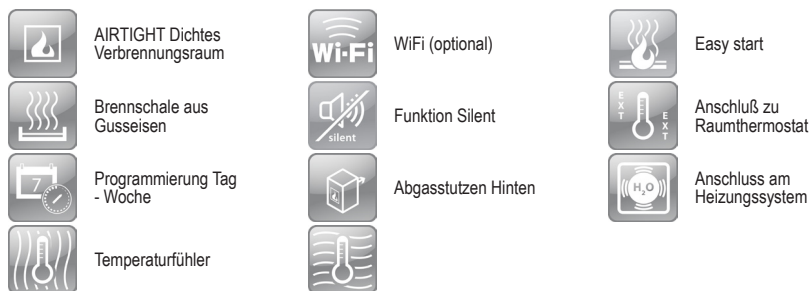 AIRTIGHT Dichtes
Verbrennungsraum
Wi-Fi
WiFi (optional)
Easy start
Brennschale aus
Gusseisen
silent
Funktion Silent
EXT
EXT
Anschluß zu
Raumthermostat
7
Programmierung Tag
- Woche
Abgasstutzen Hinten
H2O
Anschluss am
Heizungssystem
Temperaturfühler